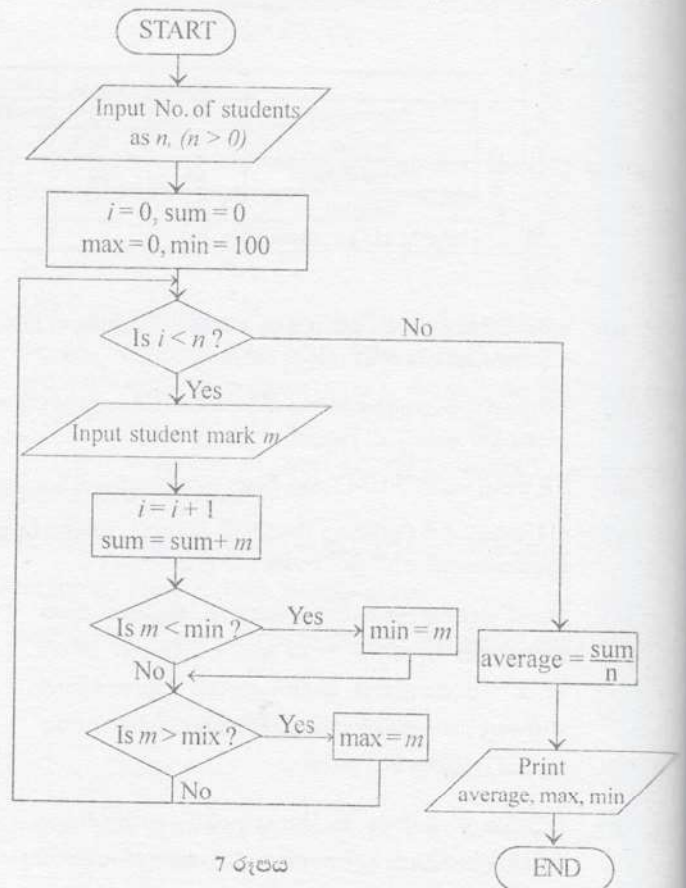 START
Input No. of students
as n, (n > 0)
i = 0, sum = 0
max = 0, min = 100
Is i < n ?
No
Yes
Input student mark m
i = i + 1
sum = sum + m
Is m < min ?
Yes
min = m
No
Is m > mix ?
Yes
max = m
No
average = sum/n
Print
average, max, min
END
7 රූපය